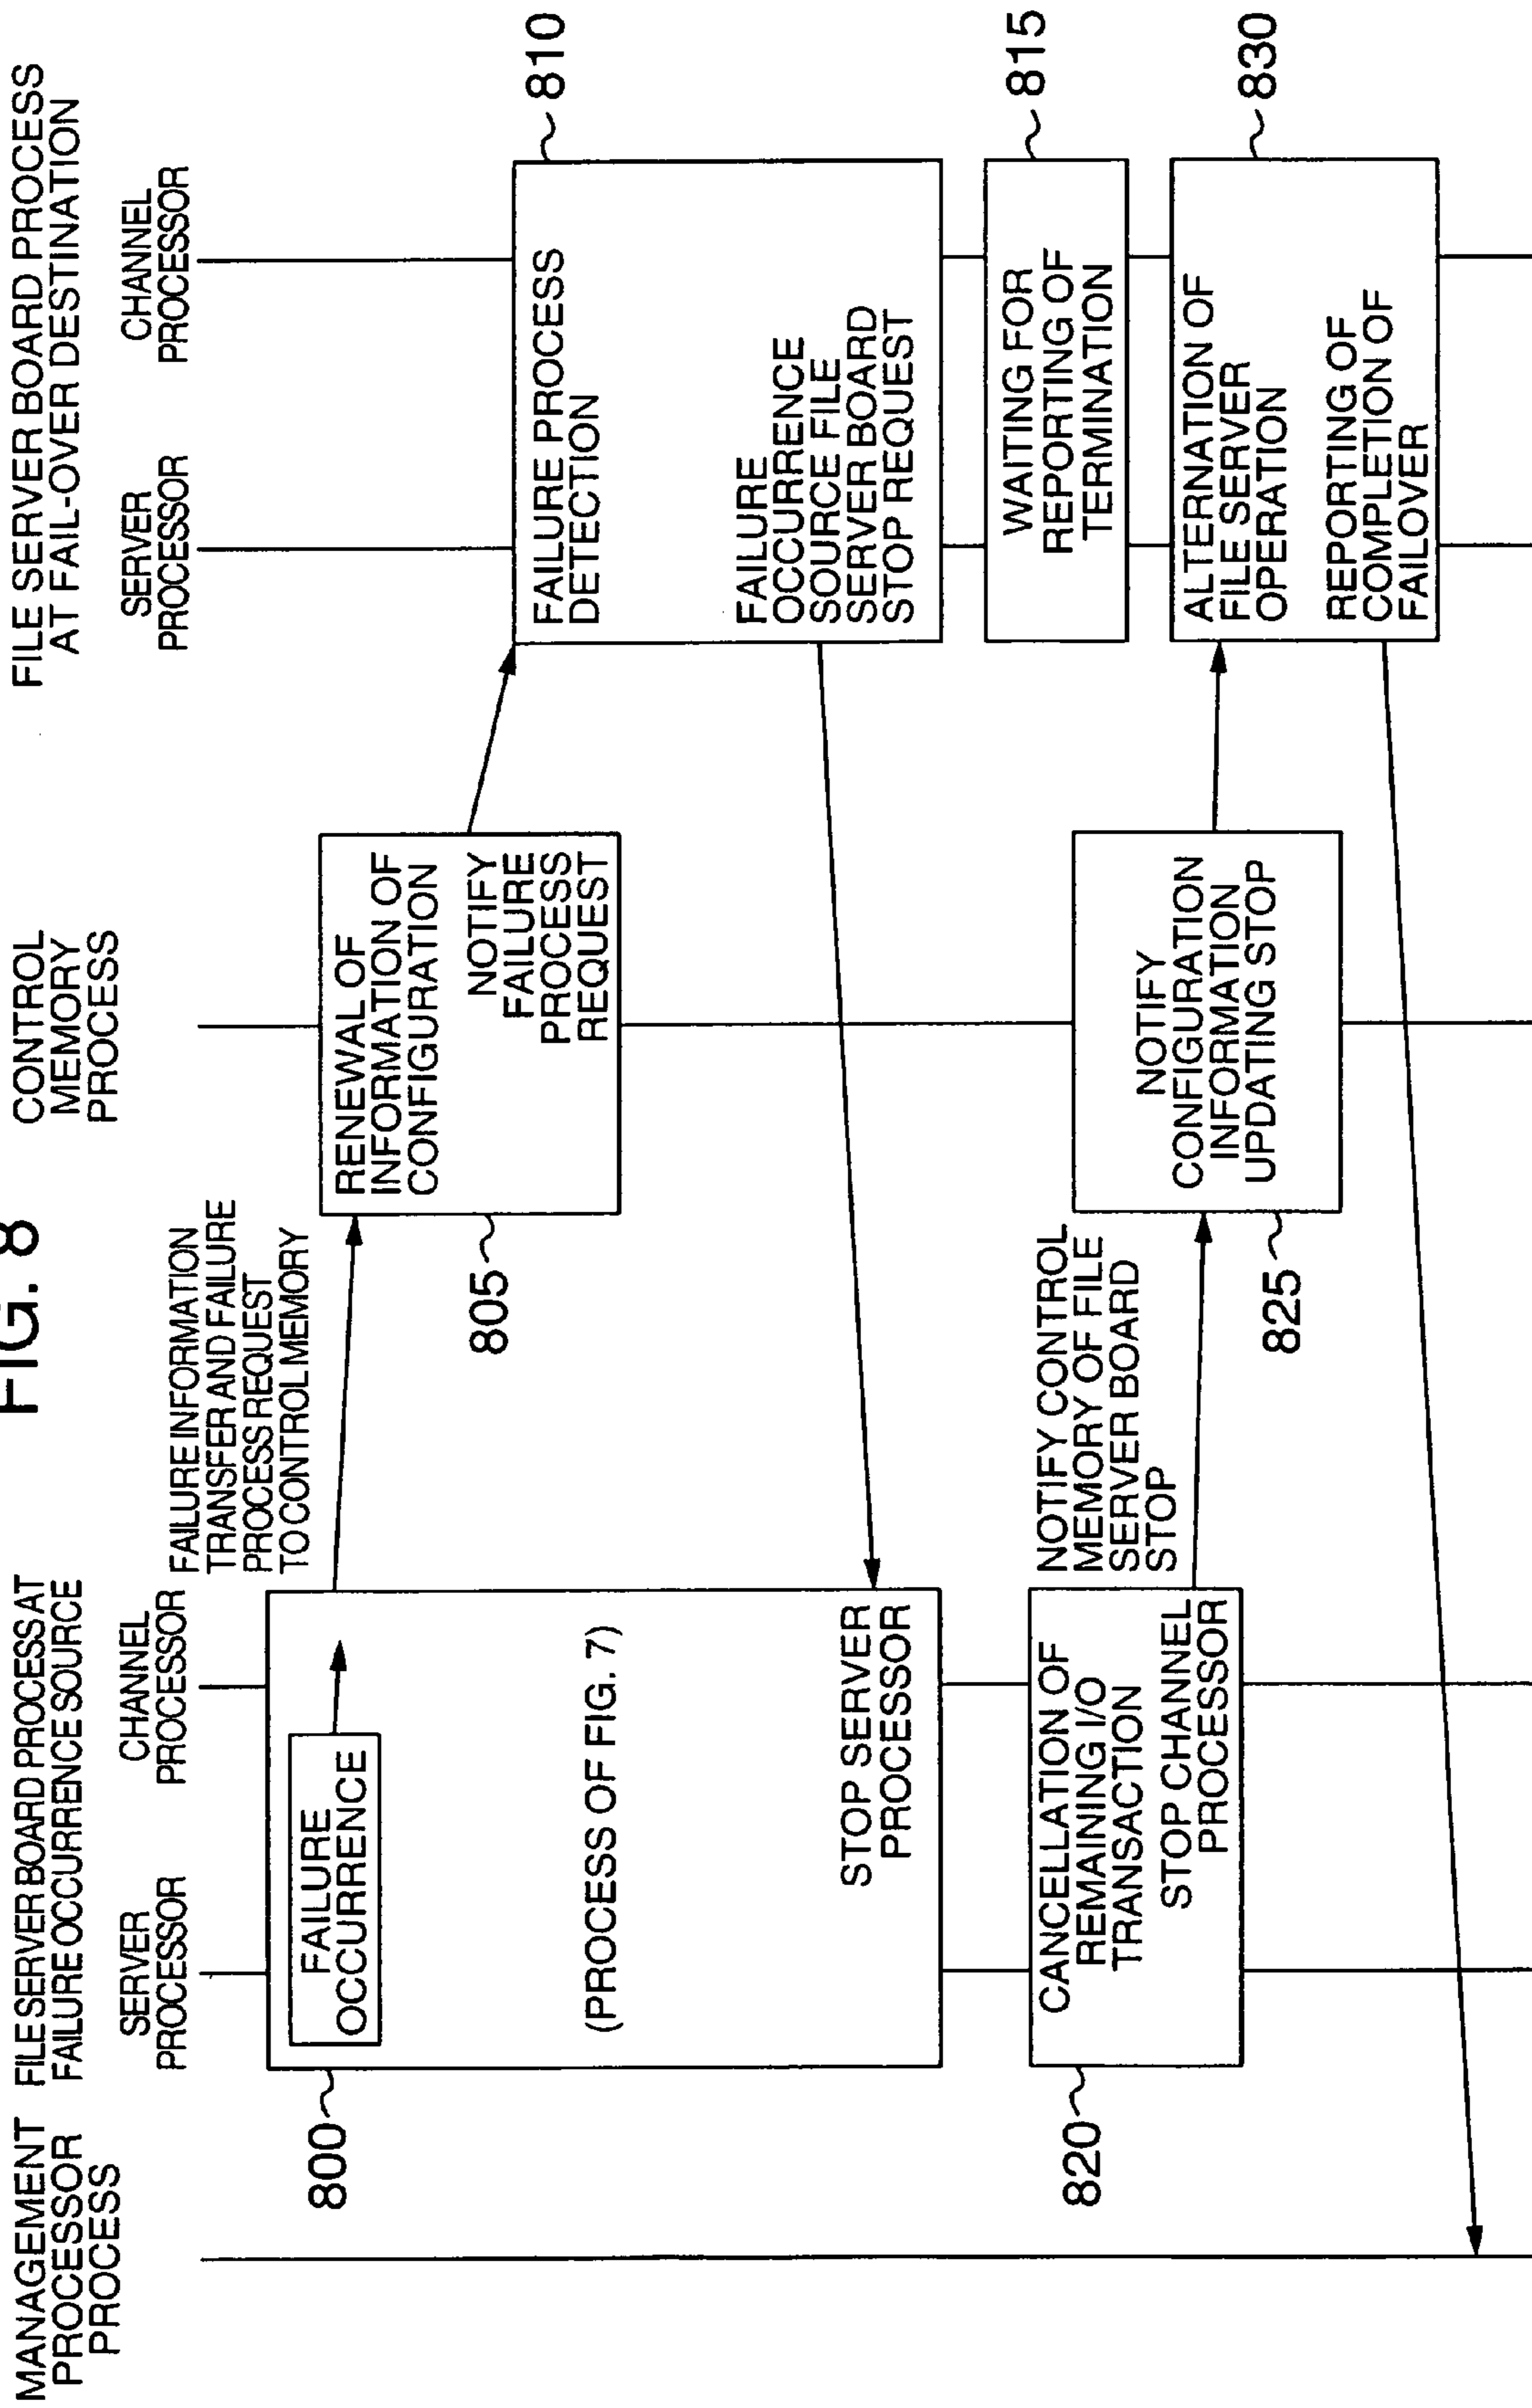 FIG. 8
MANAGEMENT
PROCESSOR
PROCESS
FILE SERVER BOARD PROCESS AT
FAILURE OCCURRENCE SOURCE
SERVER
PROCESSOR
CHANNEL
PROCESSOR
CONTROL
MEMORY
PROCESS
FILE SERVER BOARD PROCESS
AT FAIL-OVER DESTINATION
SERVER
PROCESSOR
CHANNEL
PROCESSOR
800
FAILURE
OCCURRENCE
(PROCESS OF FIG. 7)
STOP SERVER
PROCESSOR
FAILURE INFORMATION
TRANSFER AND FAILURE
PROCESS REQUEST
TO CONTROL MEMORY
805
RENEWAL OF
INFORMATION OF
CONFIGURATION
NOTIFY
FAILURE
PROCESS
REQUEST
810
FAILURE PROCESS
DETECTION
FAILURE
OCCURRENCE
SOURCE FILE
SERVER BOARD
STOP REQUEST
815
WAITING FOR
REPORTING OF
TERMINATION
820
CANCELLATION OF
REMAINING I/O
TRANSACTION
STOP CHANNEL
PROCESSOR
NOTIFY CONTROL
MEMORY OF FILE
SERVER BOARD
STOP
825
NOTIFY
CONFIGURATION
INFORMATION
UPDATING STOP
830
ALTERNATION OF
FILE SERVER
OPERATION
REPORTING OF
COMPLETION OF
FAILOVER